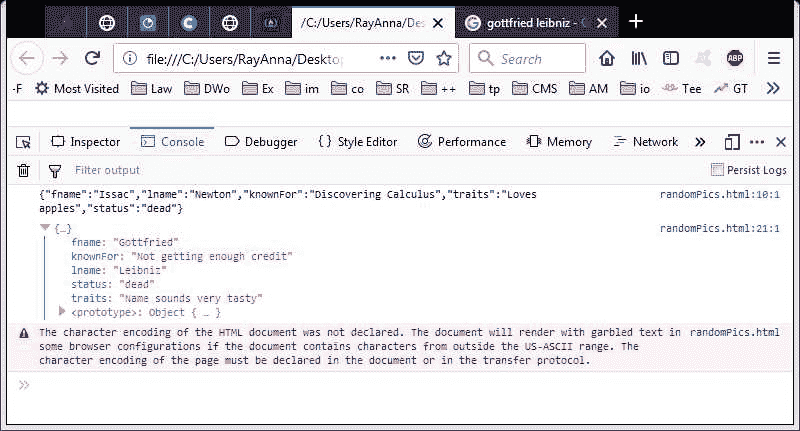 /C:/Users/RayAnna/Des
gottfried leibniz -
file:///C:/Users/RayAnna/Deskto
Search
ABP
-F Most Visited Law DWo Ex im co SR ++ tp CMS AM io Tee GT
Inspector Console Debugger Style Editor Performance Memory Network
Filter output Persist Logs
{"fname":"Issac","lname":"Newton","knownFor":"Discovering Calculus","traits":"Loves randomPics.html:10:1
apples","status":"dead"}
{…} randomPics.html:21:1
fname: "Gottfried"
knownFor: "Not getting enough credit"
lname: "Leibniz"
status: "dead"
traits: "Name sounds very tasty"
<prototype>: Object { … }
The character encoding of the HTML document was not declared. The document will render with garbled text in randomPics.html
some browser configurations if the document contains characters from outside the US-ASCII range. The
character encoding of the page must be declared in the document or in the transfer protocol.